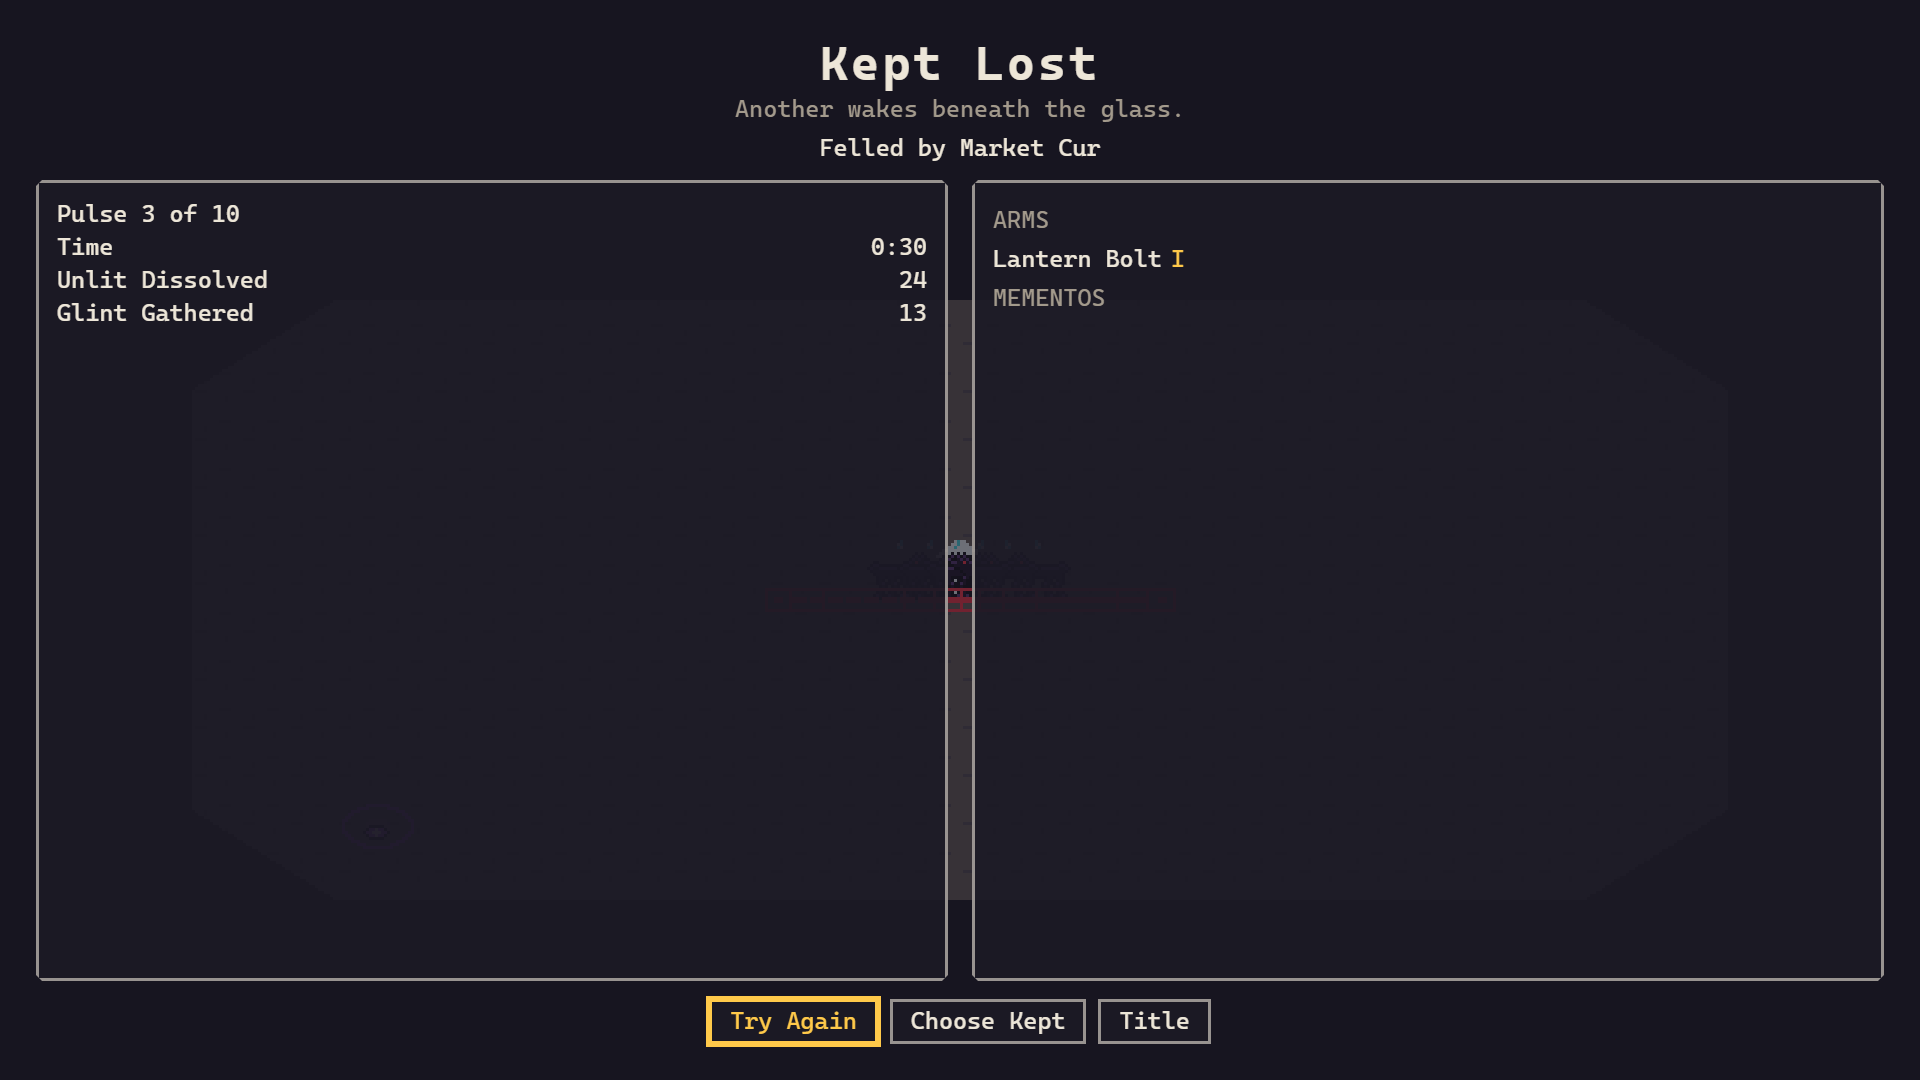 Kept Lost
Another wakes beneath the glass.
Felled by Market Cur
Pulse 3 of 10
Time 0:30
Unlit Dissolved 24
Glint Gathered 13
ARMS
Lantern Bolt I
MEMENTOS
Try Again
Choose Kept
Title